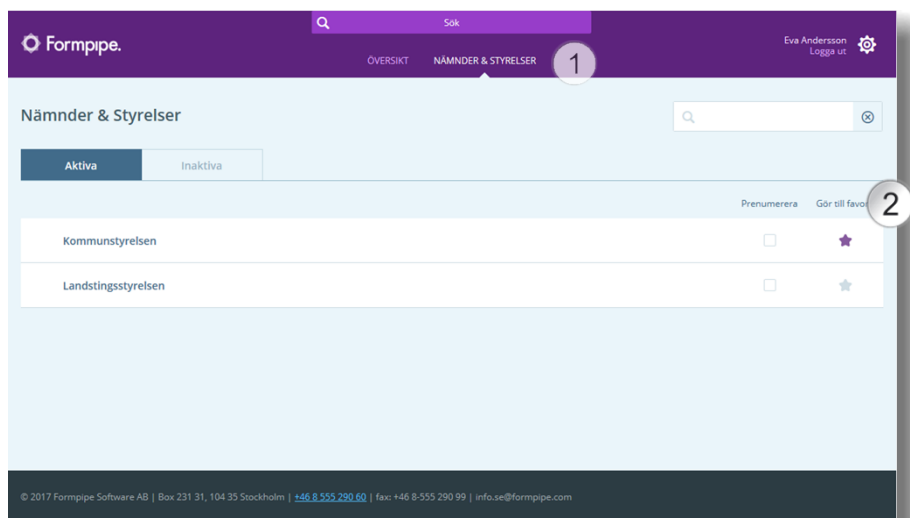 Sök
Formpipe.
Eva Andersson
Logga ut
ÖVERSIKT NÄMNDER & STYRELSER 1
Nämnder & Styrelser
Aktiva Inaktiva
Prenumerera Gör till 2
Kommunstyrelsen
Landstingsstyrelsen
© 2017 Formpipe Software AB | Box 231 31, 104 35 Stockholm | +46 8 555 290 60 | fax: +46 8-555 290 99 | info.se@formpipe.com